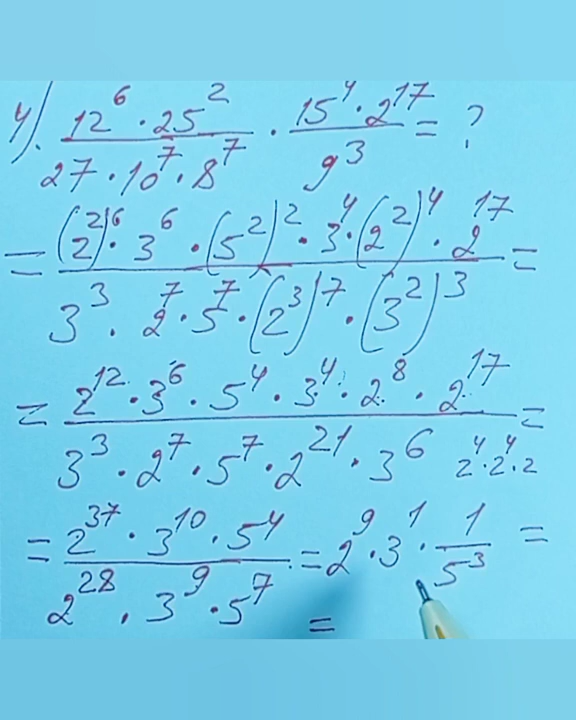 4). 12^6 · 25^2 / 27 · 10^7 · 8^7 · 15^4 · 2^17 / 9^3 = ?
= (2^2)^6 · 3^6 · (5^2)^2 · 3^4 · (2^2)^4 · 2^17 / 3^3 · 2^7 · 5^7 · (2^3)^7 · (3^2)^3 =
= 2^12 · 3^6 · 5^4 · 3^4 · 2^8 · 2^17 / 3^3 · 2^7 · 5^7 · 2^21 · 3^6 =
2^4 · 2^4 · 2
= 2^37 · 3^10 · 5^4 / 2^28 · 3^9 · 5^7 = 2^9 · 3^1 · 1 / 5^3 =
=